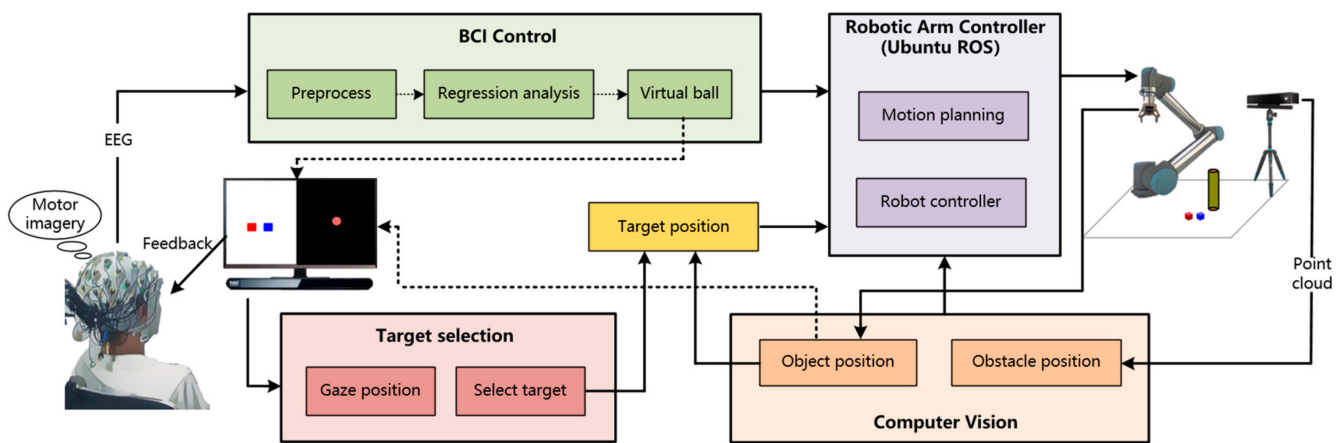 BCI Control
Preprocess
Regression analysis
Virtual ball
Robotic Arm Controller
(Ubuntu ROS)
Motion planning
Robot controller
EEG
Motor
imagery
Feedback
Target position
Point
cloud
Target selection
Gaze position
Select target
Object position
Obstacle position
Computer Vision